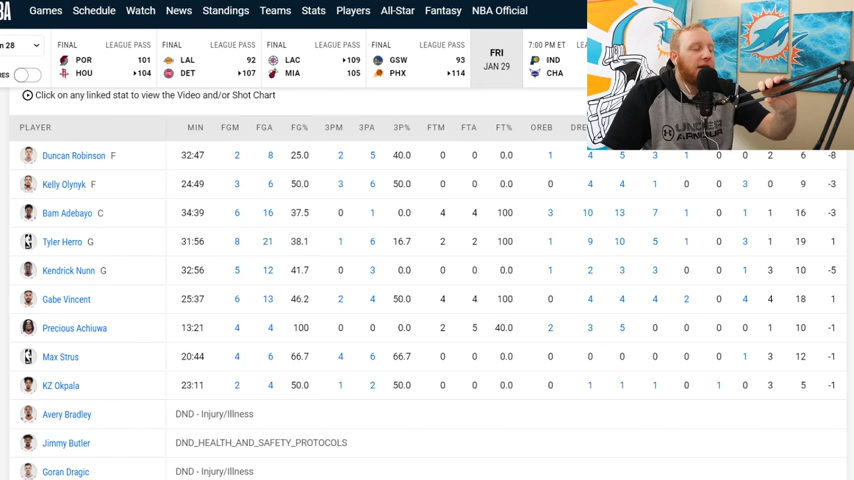 BA Games Schedule Watch News Standings Teams Stats Players All-Star Fantasy NBA Official
n 28
RES
FINAL LEAGUE PASS
POR 101
HOU 104
FINAL LEAGUE PASS
LAL 92
DET 107
FINAL LEAGUE PASS
LAC 109
MIA 105
FINAL LEAGUE PASS
GSW 93
PHX 114
FRI
JAN 29
7:00 PM ET
IND
CHA
Click on any linked stat to view the Video and/or Shot Chart
PLAYER MIN FGM FGA FG% 3PM 3PA 3P% FTM FTA FT% OREB DRE
Duncan Robinson F 32:47 2 8 25.0 2 5 40.0 0 0 0.0 1 4 5 3 1 0 0 2 6 -8
Kelly Olynyk F 24:49 3 6 50.0 3 6 50.0 0 0 0.0 0 4 4 1 0 0 3 0 9 -3
Bam Adebayo C 34:39 6 16 37.5 0 1 0.0 4 4 100 3 10 13 7 1 0 1 1 16 -3
Tyler Herro G 31:56 8 21 38.1 1 6 16.7 2 2 100 1 9 10 5 1 0 3 1 19 1
Kendrick Nunn G 32:56 5 12 41.7 0 3 0.0 0 0 0.0 1 2 3 3 0 0 1 3 10 -5
Gabe Vincent 25:37 6 13 46.2 2 4 50.0 4 4 100 0 4 4 4 2 0 4 4 18 1
Precious Achiuwa 13:21 4 4 100 0 0 0.0 2 5 40.0 2 3 5 0 0 0 0 1 10 -1
Max Strus 20:44 4 6 66.7 4 6 66.7 0 0 0.0 0 0 0 0 0 0 1 3 12 -1
KZ Okpala 23:11 2 4 50.0 1 2 50.0 0 0 0.0 0 1 1 1 0 1 0 3 5 -1
Avery Bradley DND - Injury/Illness
Jimmy Butler DND_HEALTH_AND_SAFETY_PROTOCOLS
Goran Dragic DND - Injury/Illness
UNDER ARMOUR